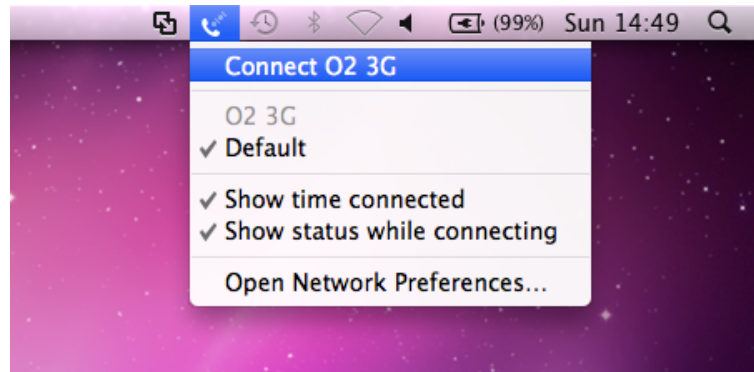 (99%) Sun 14:49
Connect O2 3G
O2 3G
Default
Show time connected
Show status while connecting
Open Network Preferences...